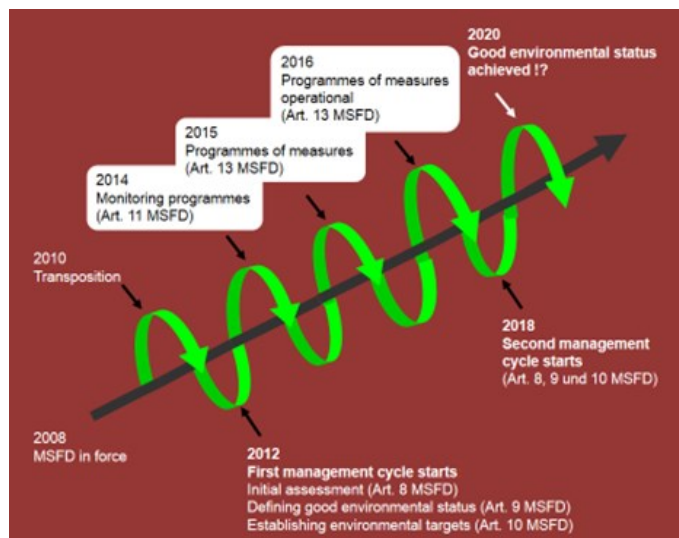 2020
Good environmental status
achieved !?
2016
Programmes of measures
operational
(Art. 13 MSFD)
2015
Programmes of measures
(Art. 13 MSFD)
2014
Monitoring programmes
(Art. 11 MSFD)
2010
Transposition
2018
Second management
cycle starts
(Art. 8, 9 und 10 MSFD)
2008
MSFD in force
2012
First management cycle starts
Initial assessment (Art. 8 MSFD)
Defining good environmental status (Art. 9 MSFD)
Establishing environmental targets (Art. 10 MSFD)